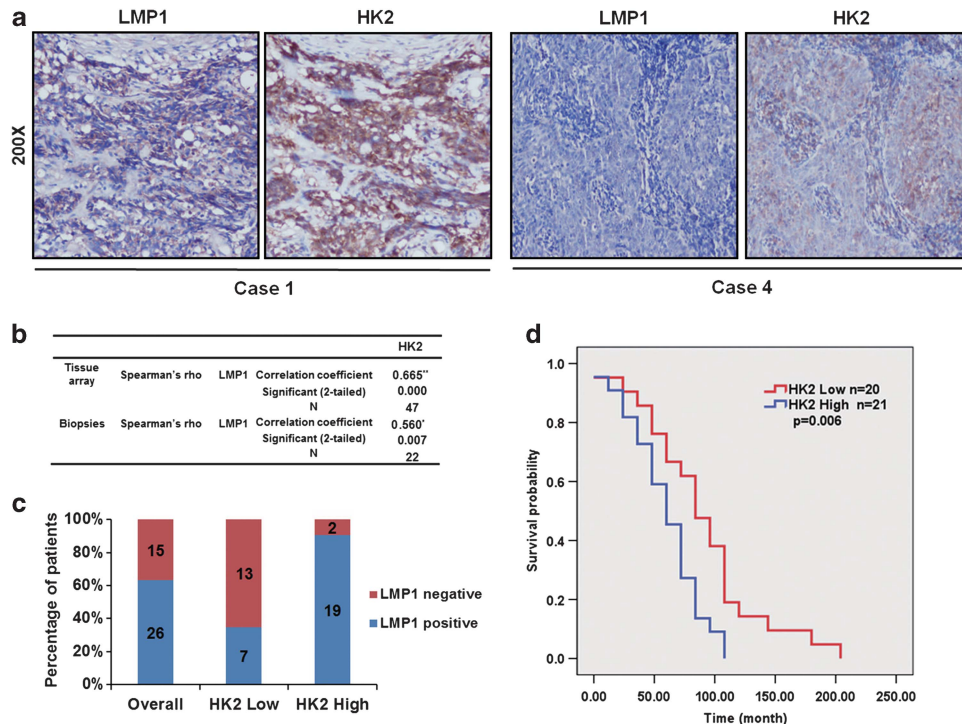 a
LMP1 HK2 LMP1 HK2
200X
Case 1 Case 4
b
HK2
Tissue array Spearman's rho LMP1 Correlation coefficient 0.665**
Significant (2-tailed) 0.000
N 47
Biopsies Spearman's rho LMP1 Correlation coefficient 0.560*
Significant (2-tailed) 0.007
N 22
c
Percentage of patients
100%
80%
60%
40%
20%
0%
15 13 2
26 7 19
Overall HK2 Low HK2 High
LMP1 negative
LMP1 positive
d
Survival probability
1.0
0.8
0.6
0.4
0.2
0.0
HK2 Low n=20
HK2 High n=21
p=0.006
0.00 50.00 100.00 150.00 200.00 250.00
Time (month)